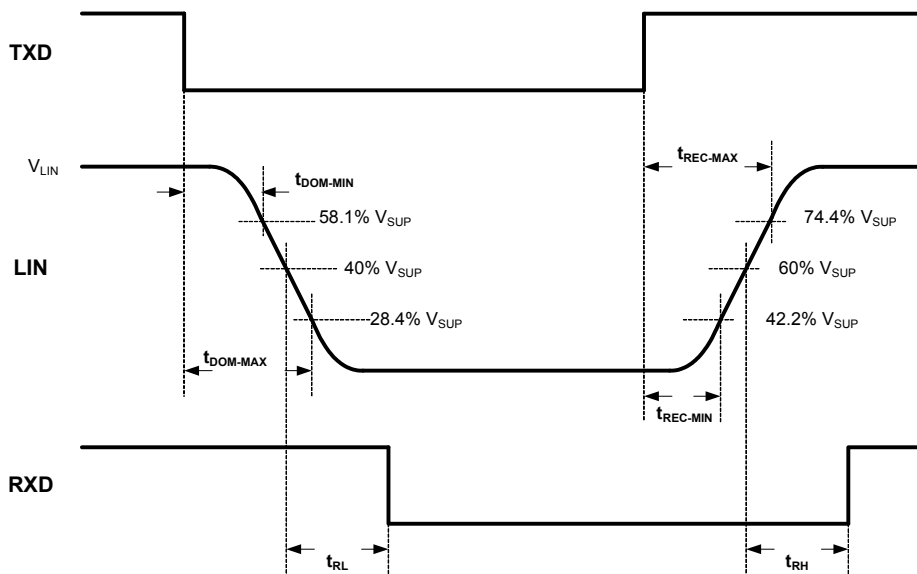 TXD
V_LIN
t_DOM-MIN
t_REC-MAX
58.1% V_SUP
74.4% V_SUP
LIN
40% V_SUP
60% V_SUP
28.4% V_SUP
42.2% V_SUP
t_DOM-MAX
t_REC-MIN
RXD
t_RL
t_RH